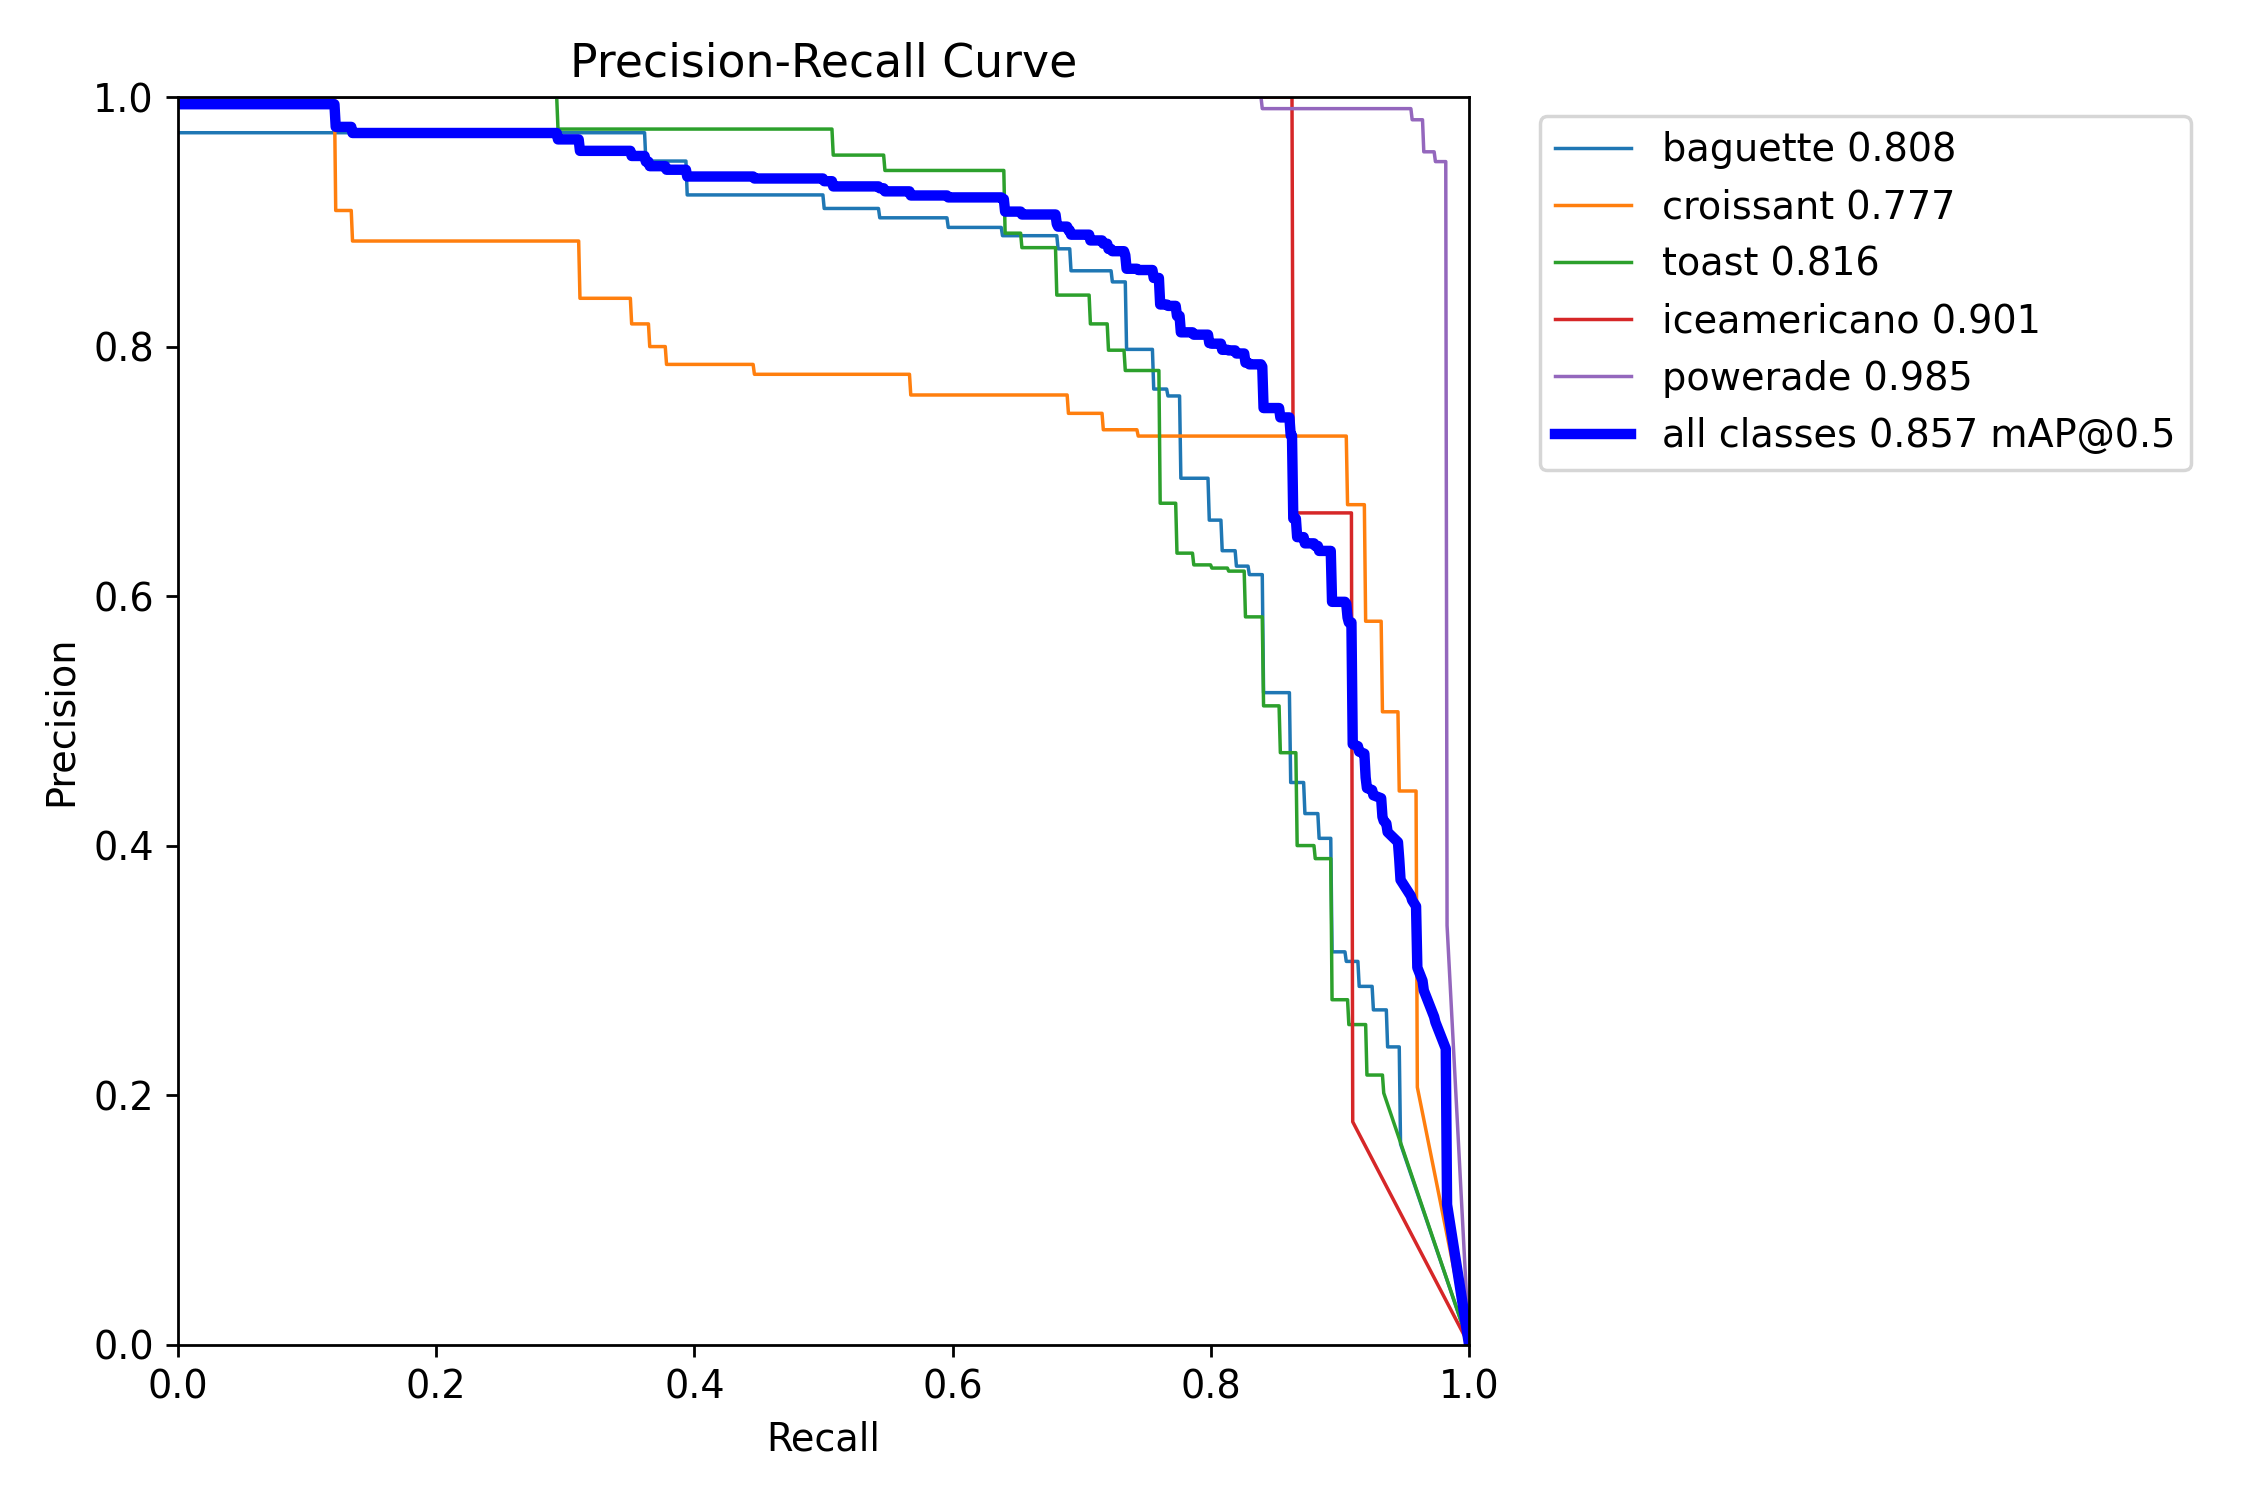 Precision-Recall Curve
1.0
0.8
0.6
0.4
0.2
0.0
Precision
0.0 0.2 0.4 0.6 0.8 1.0
Recall
baguette 0.808
croissant 0.777
toast 0.816
iceamericano 0.901
powerade 0.985
all classes 0.857 mAP@0.5